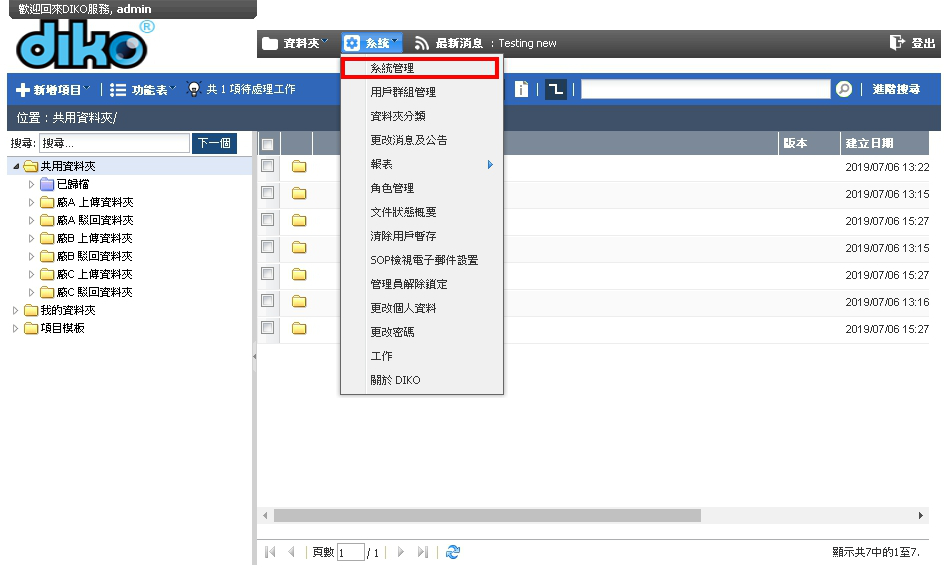 歡迎回來DIKO服務, admin
diko®
資料夾 系統 最新消息 : Testing new 登出
新增項目 功能表 共 1 項待處理工作 進階搜尋
位置：共用資料夾/
搜尋: 搜尋... 下一個
共用資料夾
已歸檔
廠A 上傳資料夾
廠A 駁回資料夾
廠B 上傳資料夾
廠B 駁回資料夾
廠C 上傳資料夾
廠C 駁回資料夾
我的資料夾
項目模板
系統管理
用戶群組管理
資料夾分類
更改消息及公告
報表
角色管理
文件狀態概要
清除用戶暫存
SOP檢視電子郵件設置
管理員解除鎖定
更改個人資料
更改密碼
工作
關於 DIKO
版本 建立日期
2019/07/06 13:22
2019/07/06 13:15
2019/07/06 15:27
2019/07/06 13:15
2019/07/06 15:27
2019/07/06 13:16
2019/07/06 15:27
頁數 1 / 1
顯示共7中的1至7.